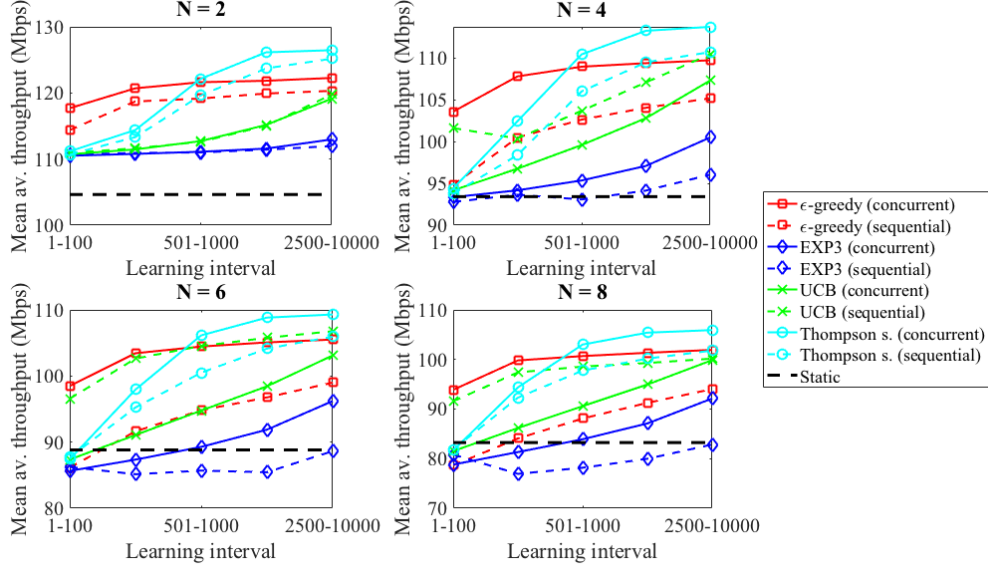 N = 2
Mean av. throughput (Mbps)
130
120
110
100
1-100
501-1000
2500-10000
Learning interval
N = 4
Mean av. throughput (Mbps)
110
105
100
95
90
1-100
501-1000
2500-10000
Learning interval
N = 6
Mean av. throughput (Mbps)
110
100
90
80
1-100
501-1000
2500-10000
Learning interval
N = 8
Mean av. throughput (Mbps)
110
100
90
80
70
1-100
501-1000
2500-10000
Learning interval
ϵ-greedy (concurrent)
ϵ-greedy (sequential)
EXP3 (concurrent)
EXP3 (sequential)
UCB (concurrent)
UCB (sequential)
Thompson s. (concurrent)
Thompson s. (sequential)
Static